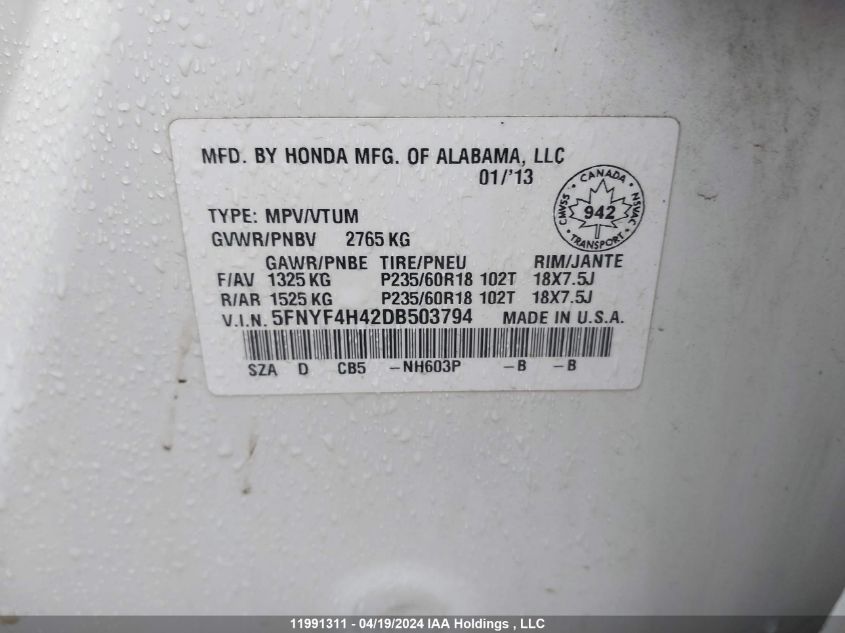 MFD. BY HONDA MFG. OF ALABAMA, LLC
01/'13
CMVSS CANADA NSVAC
942
TRANSPORT
TYPE: MPV/VTUM
GVWR/PNBV 2765 KG
GAWR/PNBE TIRE/PNEU RIM/JANTE
F/AV 1325 KG P235/60R18 102T 18X7.5J
R/AR 1525 KG P235/60R18 102T 18X7.5J
V.I.N. 5FNYF4H42DB503794 MADE IN U.S.A.
SZA D CB5 -NH603P -B -B
11991311 - 04/19/2024 IAA Holdings , LLC